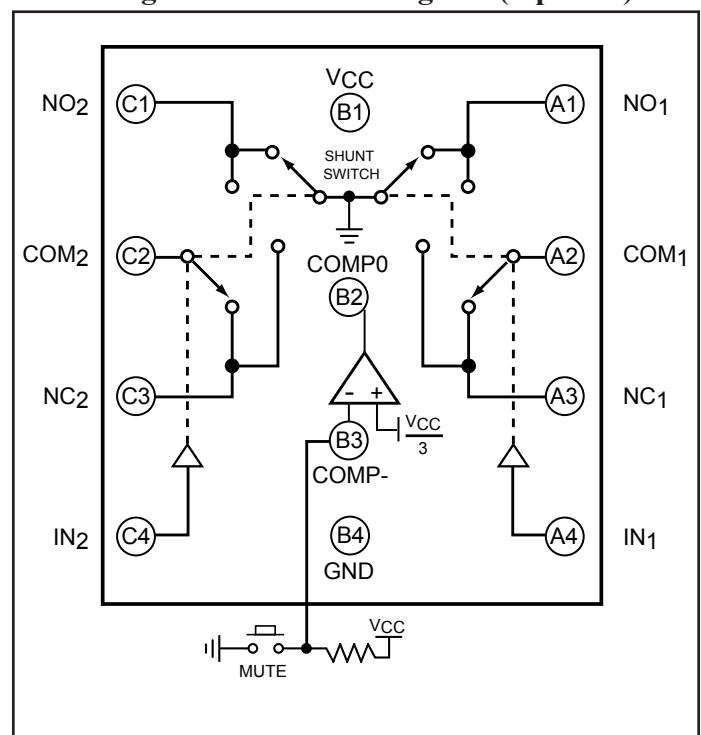 NO2
C1
VCC
B1
A1
NO1
SHUNT
SWITCH
COM2
C2
COMP0
B2
A2
COM1
NC2
C3
- +
VCC
3
A3
NC1
B3
COMP-
IN2
C4
B4
GND
A4
IN1
VCC
MUTE